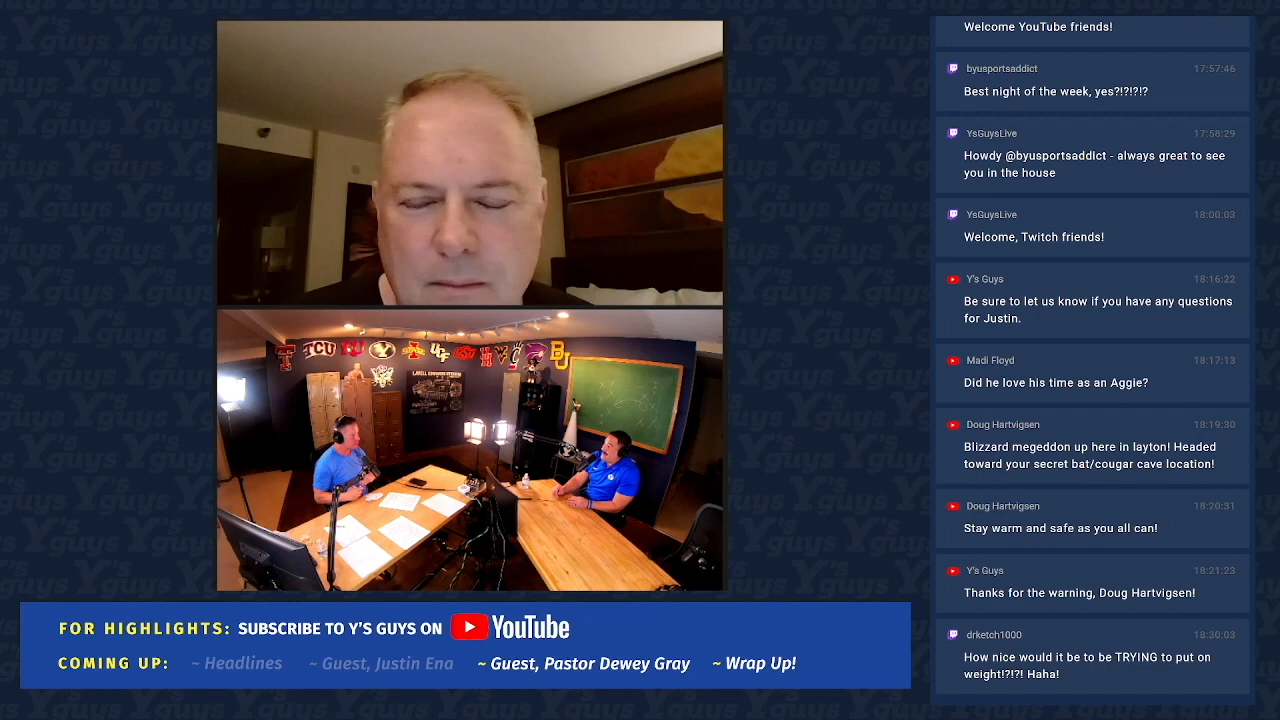 Welcome YouTube friends!
byusportsaddict 17:57:46
Best night of the week, yes?!?!?!?
YsGuysLive 17:58:29
Howdy @byusportsaddIct - always great to see
you in the house
YsGuysLive 18:00:03
Welcome, Twitch friends!
Y's Guys 18:16:22
Be sure to let us know if you have any questions
for Justin.
Madi Floyd 18:17:13
Did he love his time as an Aggie?
Doug Hartvigsen 18:19:30
Blizzard megeddon up here in layton! Headed
toward your secret bat/cougar cave location!
Doug Hartvigsen 18:20:31
Stay warm and safe as you all can!
Y's Guys 18:21:23
Thanks for the warning, Doug Hartvigsen!
drketch1000 18:30:03
How nice would it be to be TRYING to put on
weight!?!?! Haha!
TCU KU Y UCF OSU H BU
LAVELL EDWARDS STADIUM
FOR HIGHLIGHTS: SUBSCRIBE TO Y'S GUYS ON YouTube
COMING UP: ~ Headlines ~ Guest, Justin Ena ~ Guest, Pastor Dewey Gray ~ Wrap Up!